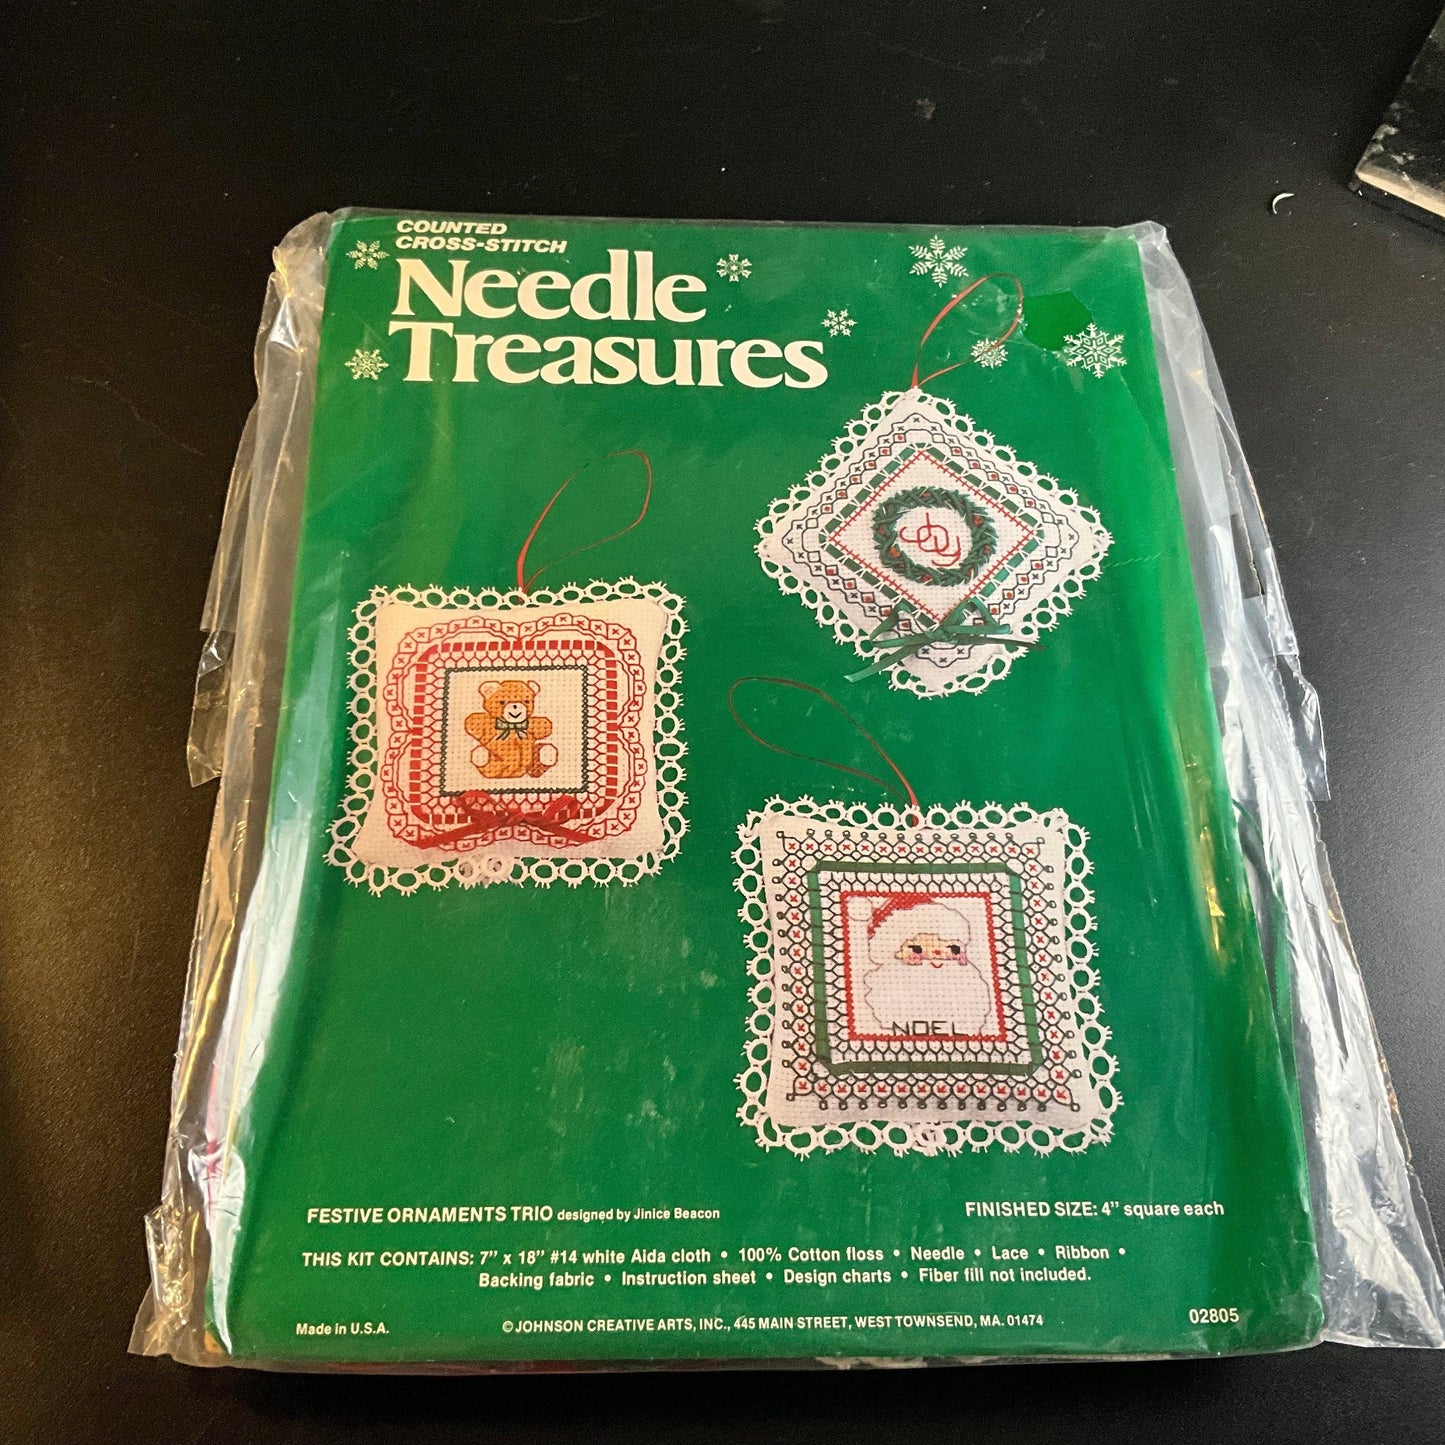 COUNTED
CROSS-STITCH
Needle
Treasures
JOY
NOEL
FESTIVE ORNAMENTS TRIO designed by Jinice Beacon
FINISHED SIZE: 4” square each
THIS KIT CONTAINS: 7” x 18” #14 white Aida cloth • 100% Cotton floss • Needle • Lace • Ribbon •
Backing fabric • Instruction sheet • Design charts • Fiber fill not included.
Made in U.S.A.
© JOHNSON CREATIVE ARTS, INC., 445 MAIN STREET, WEST TOWNSEND, MA. 01474
02805